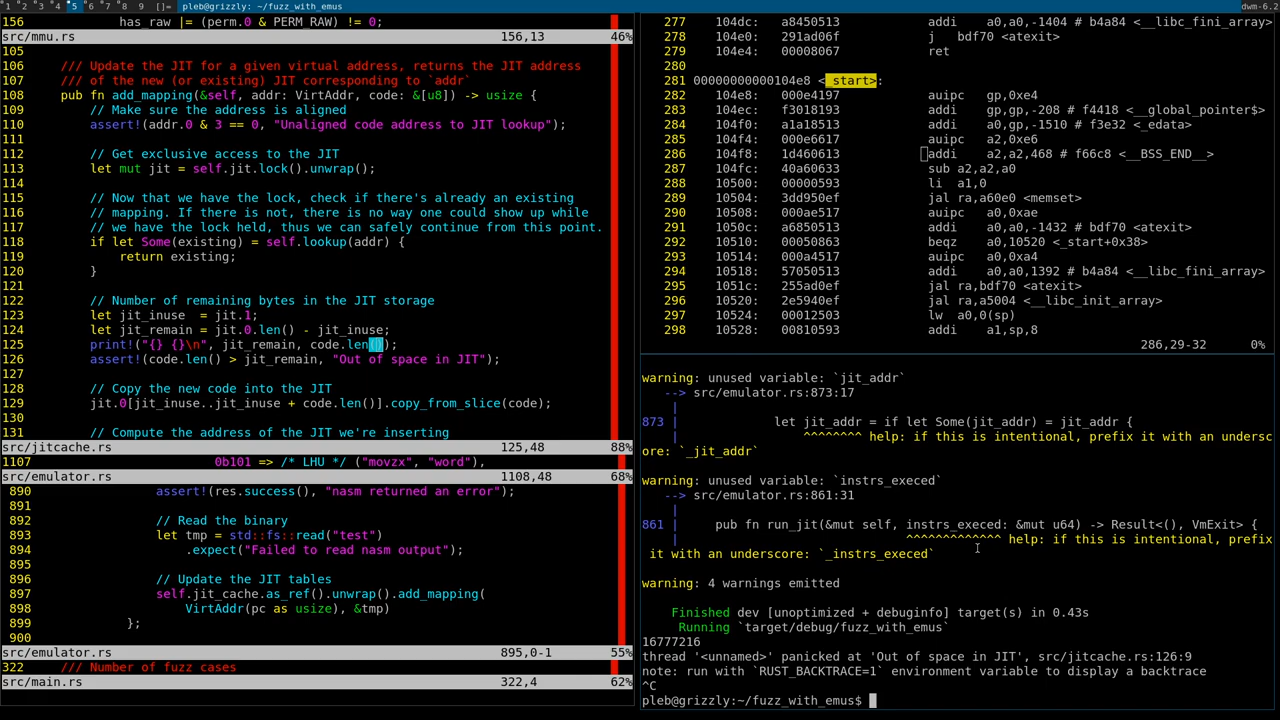 1 2 3 4 5 6 7 8 9 []= pleb@grizzly: ~/fuzz_with_emus dwm-6.2
156 has_raw |= (perm.0 & PERM_RAW) != 0;
src/mmu.rs 156,13 46%
105
106 /// Update the JIT for a given virtual address, returns the JIT address
107 /// of the new (or existing) JIT corresponding to `addr`
108 pub fn add_mapping(&self, addr: VirtAddr, code: &[u8]) -> usize {
109 // Make sure the address is aligned
110 assert!(addr.0 & 3 == 0, "Unaligned code address to JIT lookup");
111
112 // Get exclusive access to the JIT
113 let mut jit = self.jit.lock().unwrap();
114
115 // Now that we have the lock, check if there's already an existing
116 // mapping. If there is not, there is no way one could show up while
117 // we have the lock held, thus we can safely continue from this point.
118 if let Some(existing) = self.lookup(addr) {
119 return existing;
120 }
121
122 // Number of remaining bytes in the JIT storage
123 let jit_inuse  = jit.1;
124 let jit_remain = jit.0.len() - jit_inuse;
125 print!("{} {}\n", jit_remain, code.len());
126 assert!(code.len() > jit_remain, "Out of space in JIT");
127
128 // Copy the new code into the JIT
129 jit.0[jit_inuse..jit_inuse + code.len()].copy_from_slice(code);
130
131 // Compute the address of the JIT we're inserting
src/jitcache.rs 125,48 88%
1107 0b101 => /* LHU */ ("movzx", "word"),
src/emulator.rs 1108,48 68%
890 assert!(res.success(), "nasm returned an error");
891
892 // Read the binary
893 let tmp = std::fs::read("test")
894 .expect("Failed to read nasm output");
895
896 // Update the JIT tables
897 self.jit_cache.as_ref().unwrap().add_mapping(
898 VirtAddr(pc as usize), &tmp)
899 };
900
src/emulator.rs 895,0-1 55%
322 /// Number of fuzz cases
src/main.rs 322,4 62%
277 104dc: a8450513 addi a0,a0,-1404 # b4a84 <__libc_fini_array>
278 104e0: 291ad06f j bdf70 <atexit>
279 104e4: 00008067 ret
280
281 00000000000104e8 <_start>:
282 104e8: 000e4197 auipc gp,0xe4
283 104ec: f3018193 addi gp,gp,-208 # f4418 <__global_pointer$>
284 104f0: a1a18513 addi a0,gp,-1510 # f3e32 <_edata>
285 104f4: 000e6617 auipc a2,0xe6
286 104f8: 1d460613 addi a2,a2,468 # f66c8 <__BSS_END__>
287 104fc: 40a60633 sub a2,a2,a0
288 10500: 00000593 li a1,0
289 10504: 3dd950ef jal ra,a60e0 <memset>
290 10508: 000ae517 auipc a0,0xae
291 1050c: a6850513 addi a0,a0,-1432 # bdf70 <atexit>
292 10510: 00050863 beqz a0,10520 <_start+0x38>
293 10514: 000a4517 auipc a0,0xa4
294 10518: 57050513 addi a0,a0,1392 # b4a84 <__libc_fini_array>
295 1051c: 255ad0ef jal ra,bdf70 <atexit>
296 10520: 2e5940ef jal ra,a5004 <__libc_init_array>
297 10524: 00012503 lw a0,0(sp)
298 10528: 00810593 addi a1,sp,8
286,29-32 0%
warning: unused variable: `jit_addr`
--> src/emulator.rs:873:17
|
873 | let jit_addr = if let Some(jit_addr) = jit_addr {
| ^^^^^^^^ help: if this is intentional, prefix it with an undersc
ore: `_jit_addr`
warning: unused variable: `instrs_execed`
--> src/emulator.rs:861:31
|
861 | pub fn run_jit(&mut self, instrs_execed: &mut u64) -> Result<(), VmExit> {
| ^^^^^^^^^^^^^ help: if this is intentional, prefix
it with an underscore: `_instrs_execed`
warning: 4 warnings emitted
Finished dev [unoptimized + debuginfo] target(s) in 0.43s
Running `target/debug/fuzz_with_emus`
16777216
thread '<unnamed>' panicked at 'Out of space in JIT', src/jitcache.rs:126:9
note: run with `RUST_BACKTRACE=1` environment variable to display a backtrace
^C
pleb@grizzly:~/fuzz_with_emus$